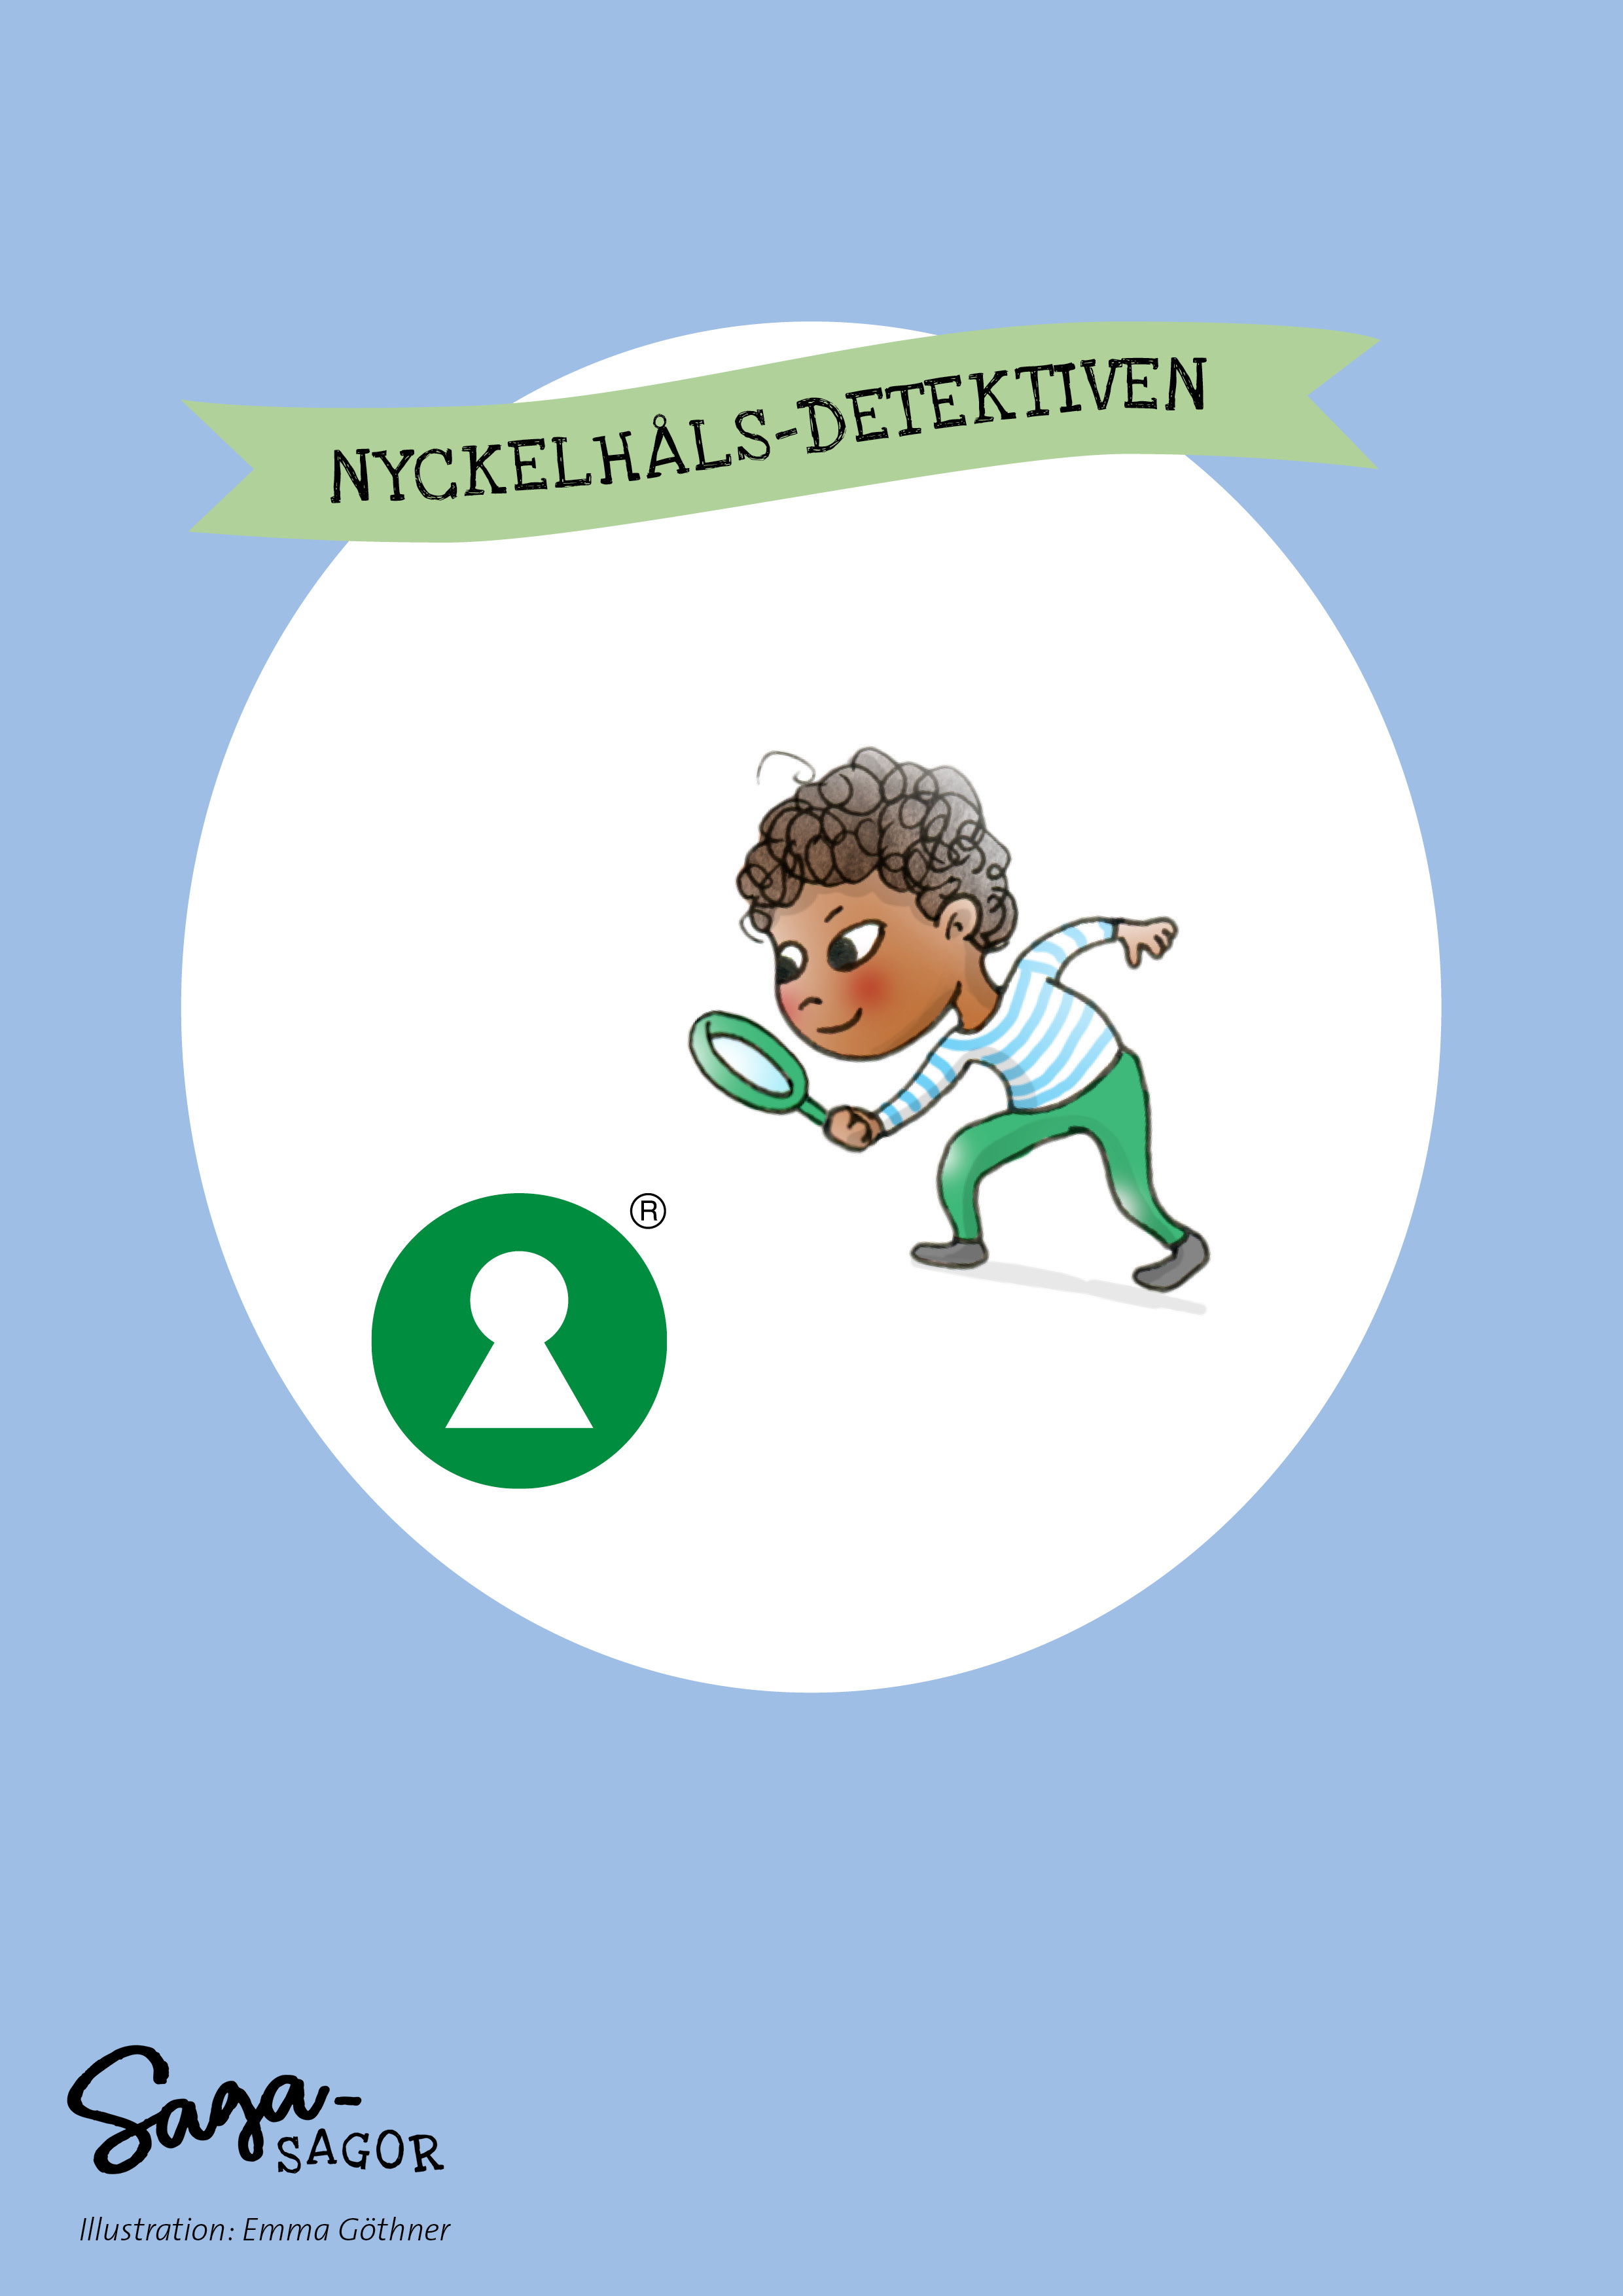 NYCKELHÅLS-DETEKTIVEN
®
Saga-
SAGOR
Illustration: Emma Göthner